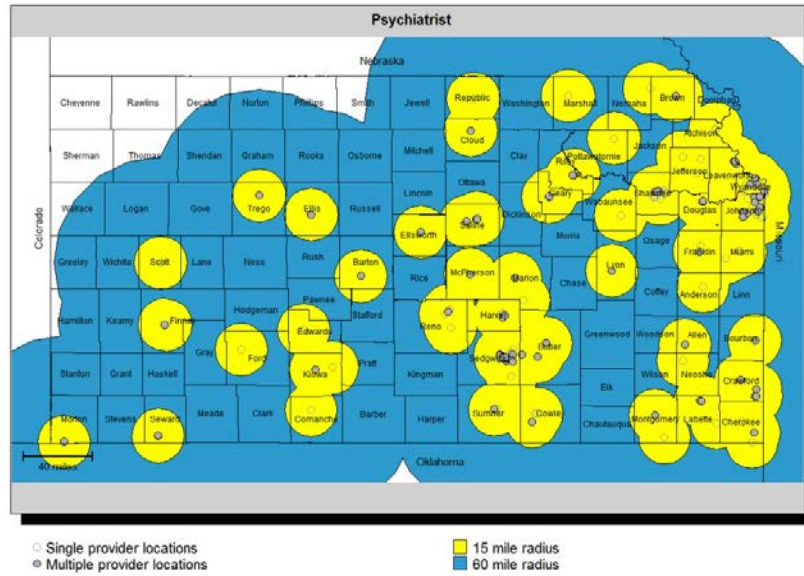 Psychiatrist
Nebraska
Cheyenne Rawlins Decatur Norton Phillips Smith Jewell Republic Washington Marshall Nemaha Brown Doniphan
Cloud
Atchison
Sherman Thomas Sheridan Graham Rooks Osborne Mitchell Clay Riley Pottawatomie Jackson Jefferson Leavenworth
Wyandotte
Lincoln Ottawa Geary Shawnee
Wallace Logan Gove Trego Ellis Russell Saline Dickinson Wabaunsee Douglas Johnson
Colorado
Missouri
Ellsworth Morris Osage Franklin Miami
Greeley Wichita Scott Lane Ness Rush Barton Rice McPherson Marion Chase Lyon Coffey Anderson Linn
Pawnee
Hamilton Kearny Finney Hodgeman Edwards Stafford Reno Harvey
Gray Ford Greenwood Woodson Allen Bourbon
Stanton Grant Haskell Kiowa Pratt Kingman Sedgwick Butler Elk Wilson Neosho Crawford
Morton Stevens Seward Meade Clark Comanche Barber Harper Sumner Cowley Chautauqua Montgomery Labette Cherokee
40 miles
Oklahoma
Single provider locations
Multiple provider locations
15 mile radius
60 mile radius